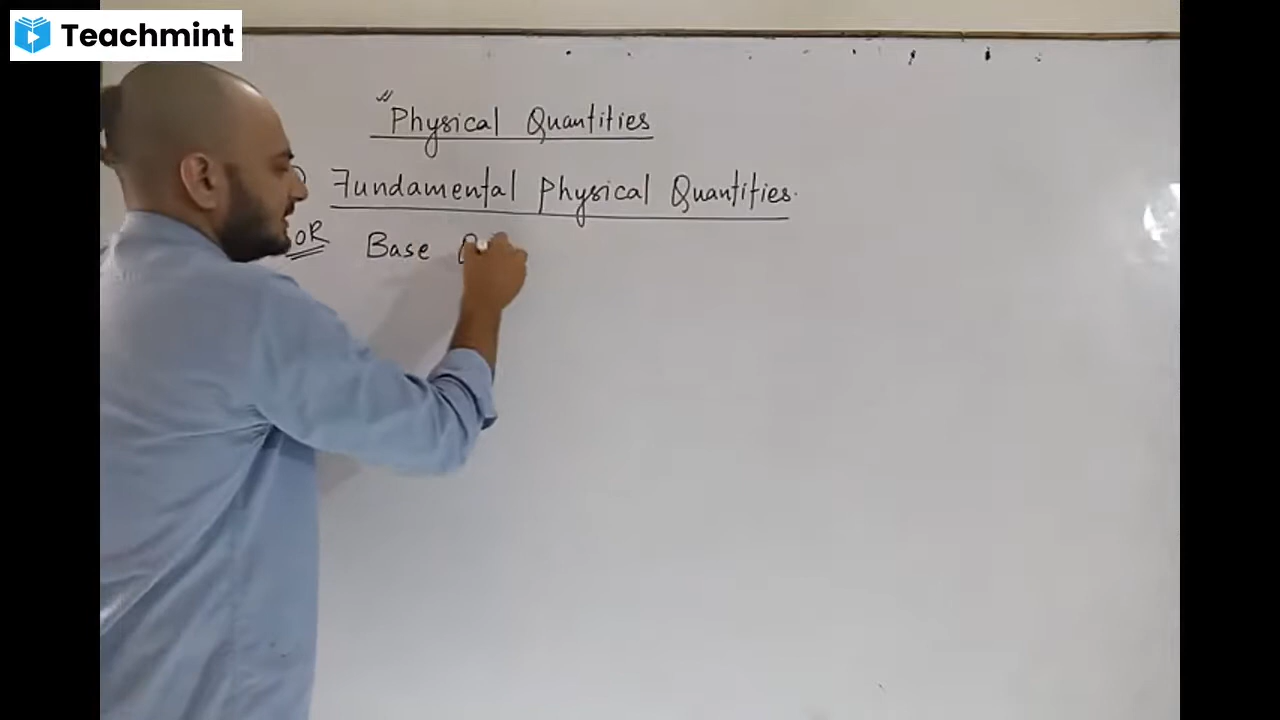 Teachmint
Physical Quantities
Fundamental Physical Quantities.
OR Base